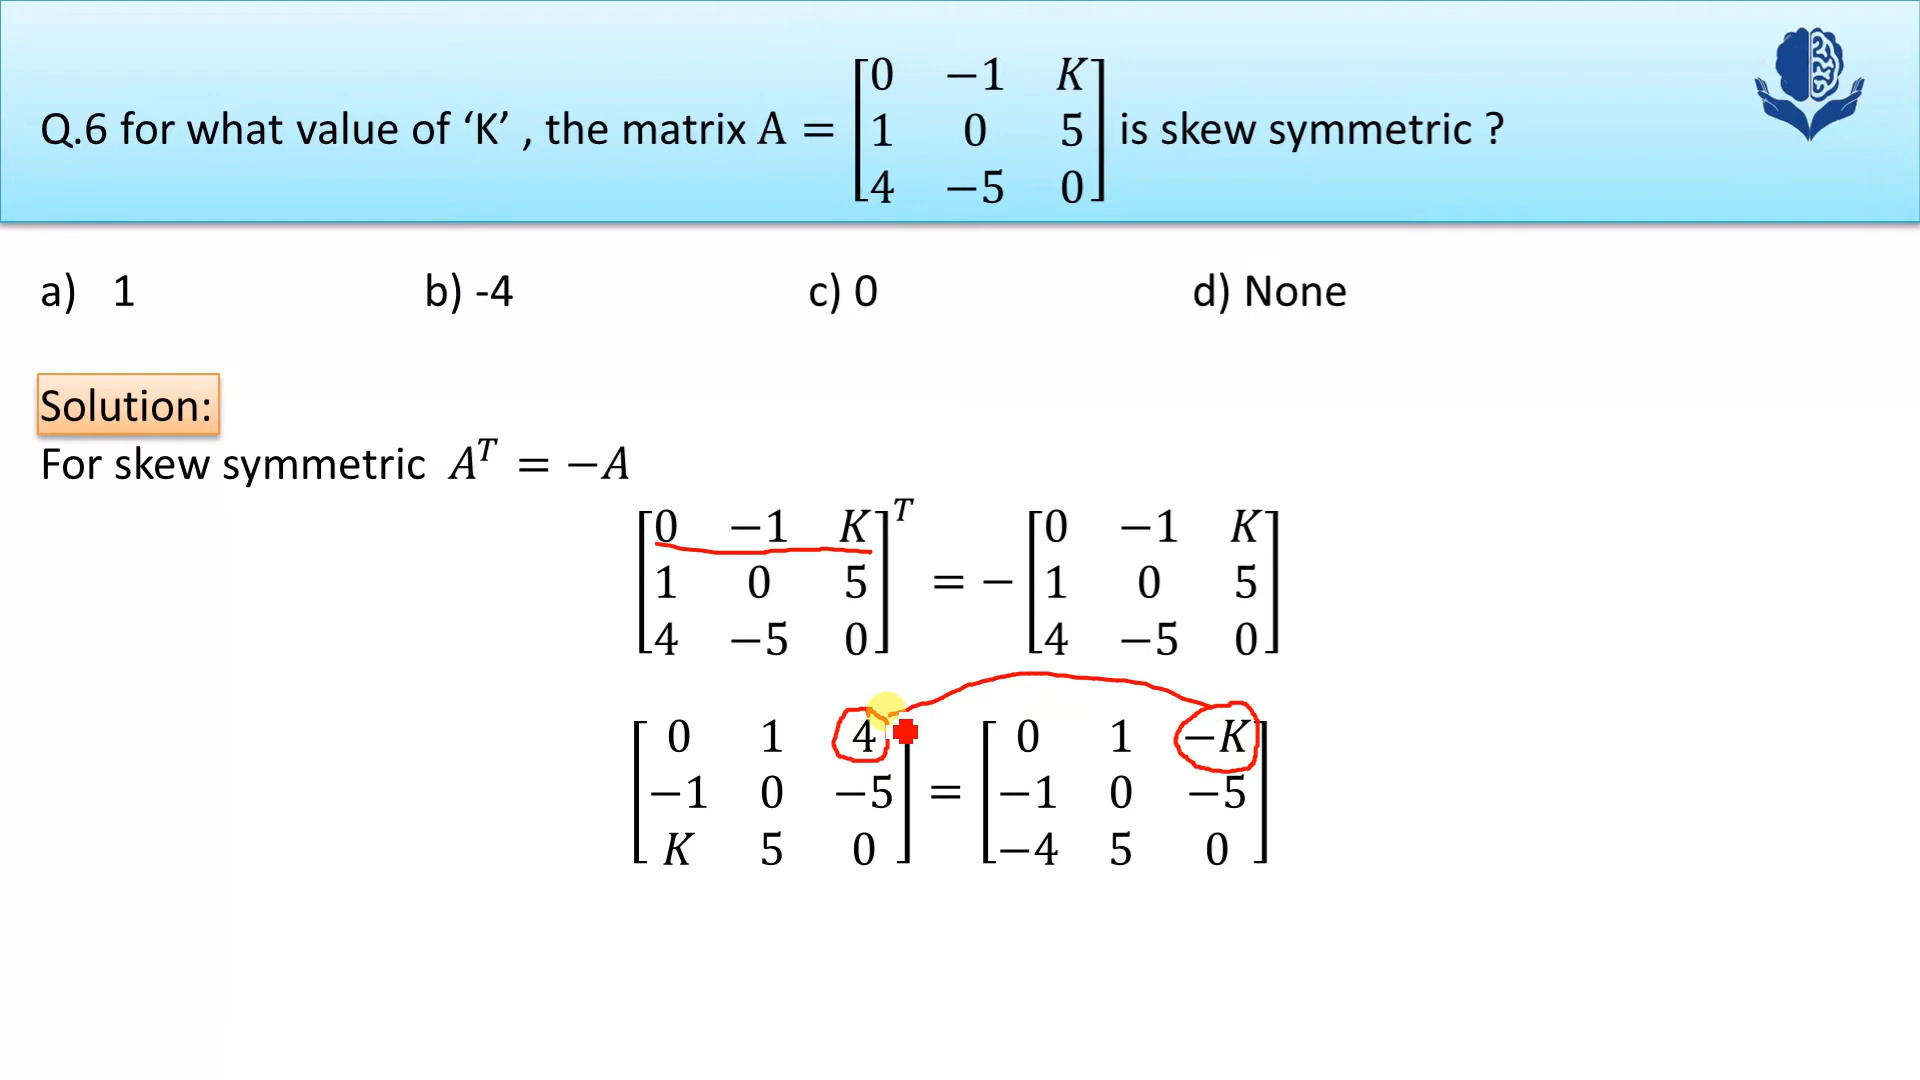 Q.6 for what value of ‘K’ , the matrix A = [0 −1 K; 1 0 5; 4 −5 0] is skew symmetric ?
a) 1 b) -4 c) 0 d) None
Solution:
For skew symmetric A^T = −A
[0 −1 K; 1 0 5; 4 −5 0]^T = − [0 −1 K; 1 0 5; 4 −5 0]
[0 1 4; −1 0 −5; K 5 0] = [0 1 −K; −1 0 −5; −4 5 0]